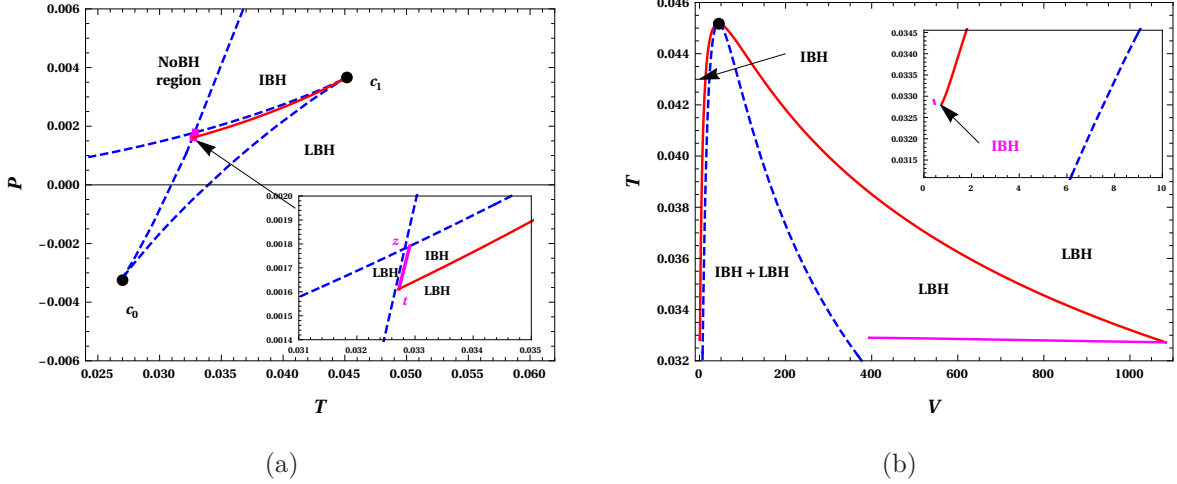 0.006
0.004
0.002
0.000
−0.002
−0.004
−0.006
P
0.025
0.030
0.035
0.040
0.045
0.050
0.055
0.060
T
NoBH
region
IBH
c1
LBH
c0
0.0020
0.0019
0.0018
0.0017
0.0016
0.0015
0.0014
0.031
0.032
0.033
0.034
0.035
z
IBH
LBH
LBH
t
(a)
0.046
0.044
0.042
0.040
0.038
0.036
0.034
0.032
T
0
200
400
600
800
1000
V
IBH
IBH + LBH
LBH
LBH
0.0345
0.0340
0.0335
0.0330
0.0325
0.0320
0.0315
0
2
4
6
8
10
IBH
(b)